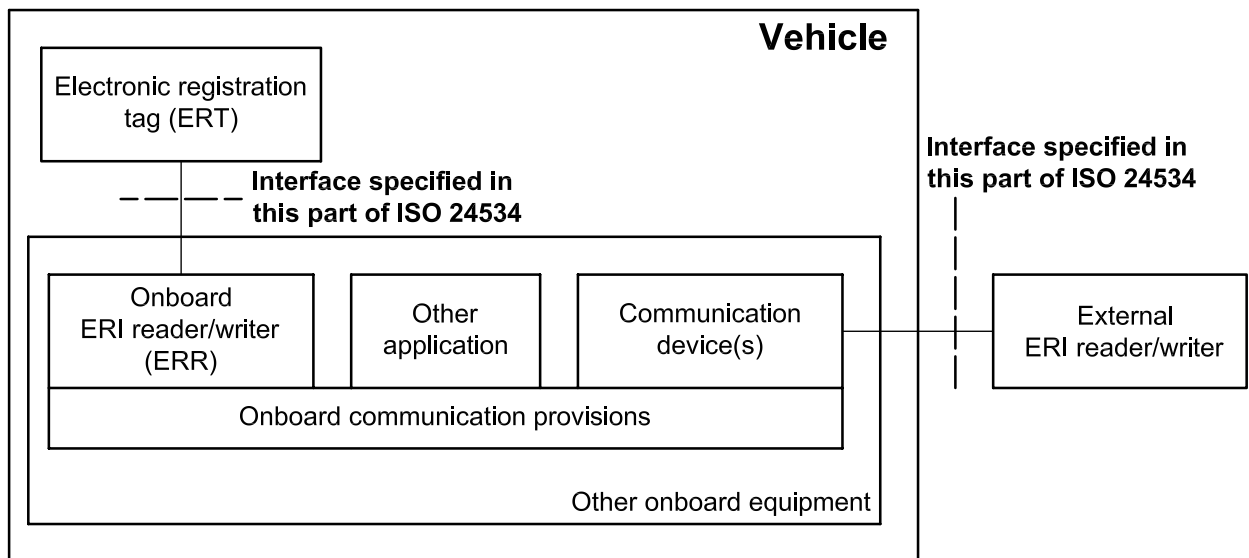 Vehicle
Electronic registration
tag (ERT)
Interface specified in
this part of ISO 24534
Interface specified in
this part of ISO 24534
Onboard
ERI reader/writer
(ERR)
Other
application
Communication
device(s)
External
ERI reader/writer
Onboard communication provisions
Other onboard equipment